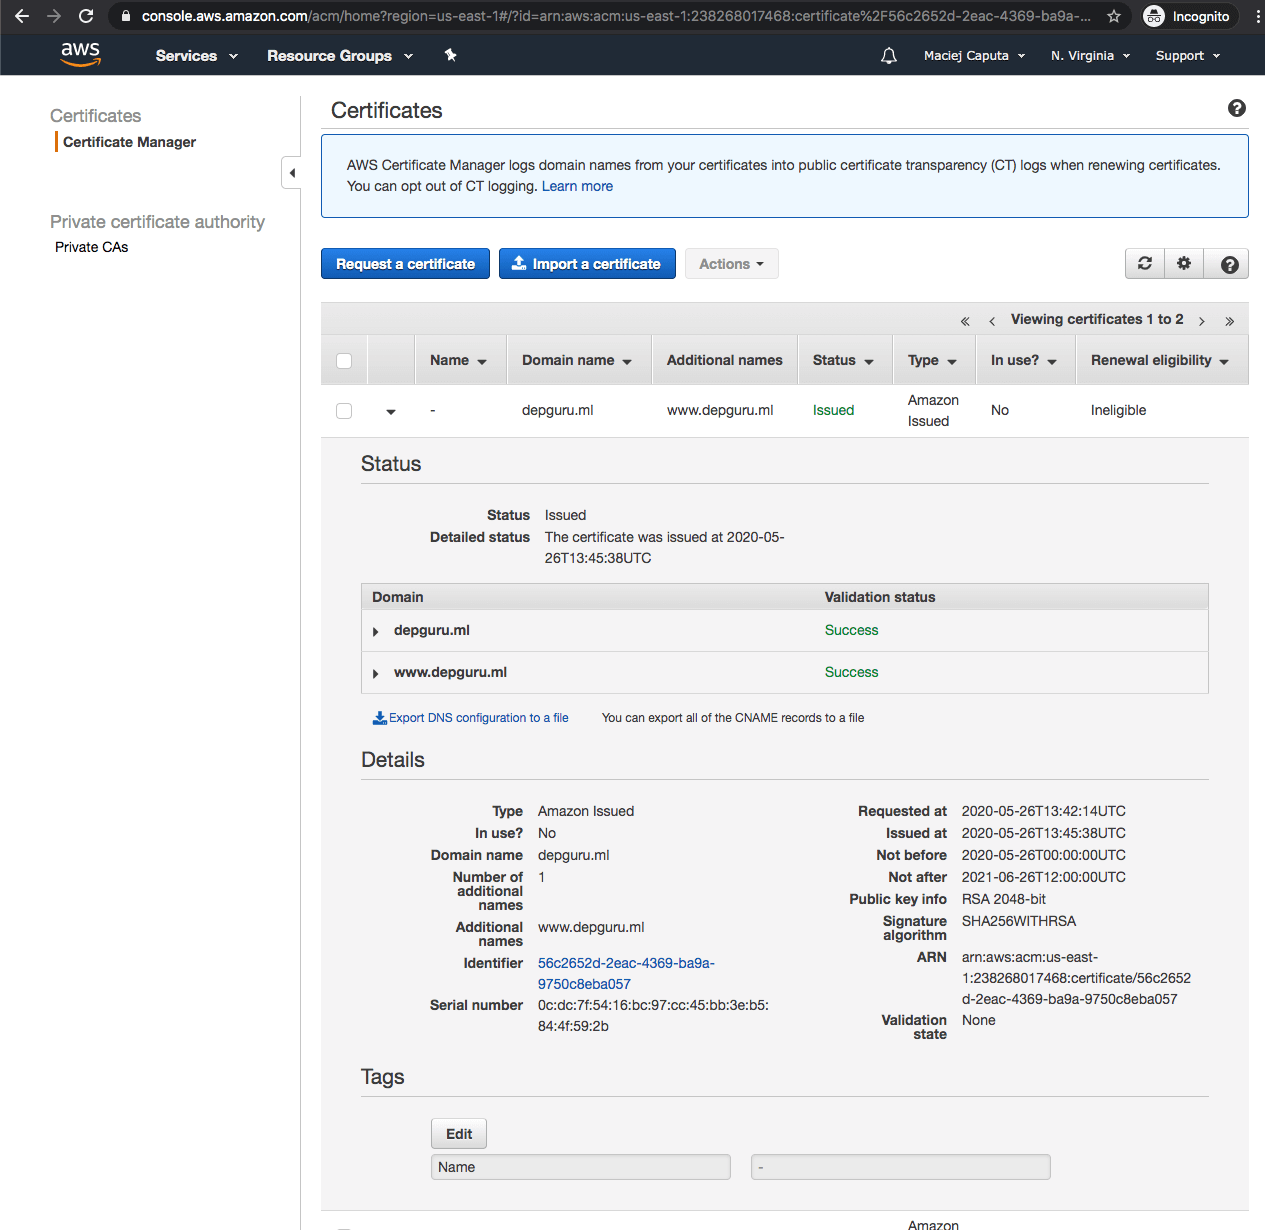 console.aws.amazon.com/acm/home?region=us-east-1#/?id=arn:aws:acm:us-east-1:238268017468:certificate%2F56c2652d-2eac-4369-ba9a-...
Incognito
aws
Services
Resource Groups
Maciej Caputa
N. Virginia
Support
Certificates
Certificate Manager
Private certificate authority
Private CAs
Certificates
AWS Certificate Manager logs domain names from your certificates into public certificate transparency (CT) logs when renewing certificates.
You can opt out of CT logging. Learn more
Request a certificate
Import a certificate
Actions
« ‹ Viewing certificates 1 to 2 › »
Name Domain name Additional names Status Type In use? Renewal eligibility
- depguru.ml www.depguru.ml Issued Amazon Issued No Ineligible
Status
Status Issued
Detailed status The certificate was issued at 2020-05-
26T13:45:38UTC
Domain Validation status
depguru.ml Success
www.depguru.ml Success
Export DNS configuration to a file You can export all of the CNAME records to a file
Details
Type Amazon Issued
In use? No
Domain name depguru.ml
Number of additional names 1
Additional names www.depguru.ml
Identifier 56c2652d-2eac-4369-ba9a-
9750c8eba057
Serial number 0c:dc:7f:54:16:bc:97:cc:45:bb:3e:b5:
84:4f:59:2b
Requested at 2020-05-26T13:42:14UTC
Issued at 2020-05-26T13:45:38UTC
Not before 2020-05-26T00:00:00UTC
Not after 2021-06-26T12:00:00UTC
Public key info RSA 2048-bit
Signature algorithm SHA256WITHRSA
ARN arn:aws:acm:us-east-
1:238268017468:certificate/56c2652
d-2eac-4369-ba9a-9750c8eba057
Validation state None
Tags
Edit
Name -
Amazon